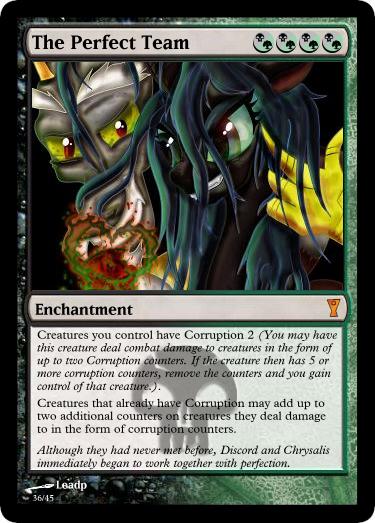 The Perfect Team
Enchantment
Creatures you control have Corruption 2 (You may have
this creature deal combat damage to creatures in the form of
up to two Corruption counters. If the creature then has 5 or
more corruption counters, remove the counters and you gain
control of that creature.).
Creatures that already have Corruption may add up to
two additional counters on creatures they deal damage
to in the form of corruption counters.
Although they had never met before, Discord and Chrysalis
immediately began to work together with perfection.
Leadp
36/45